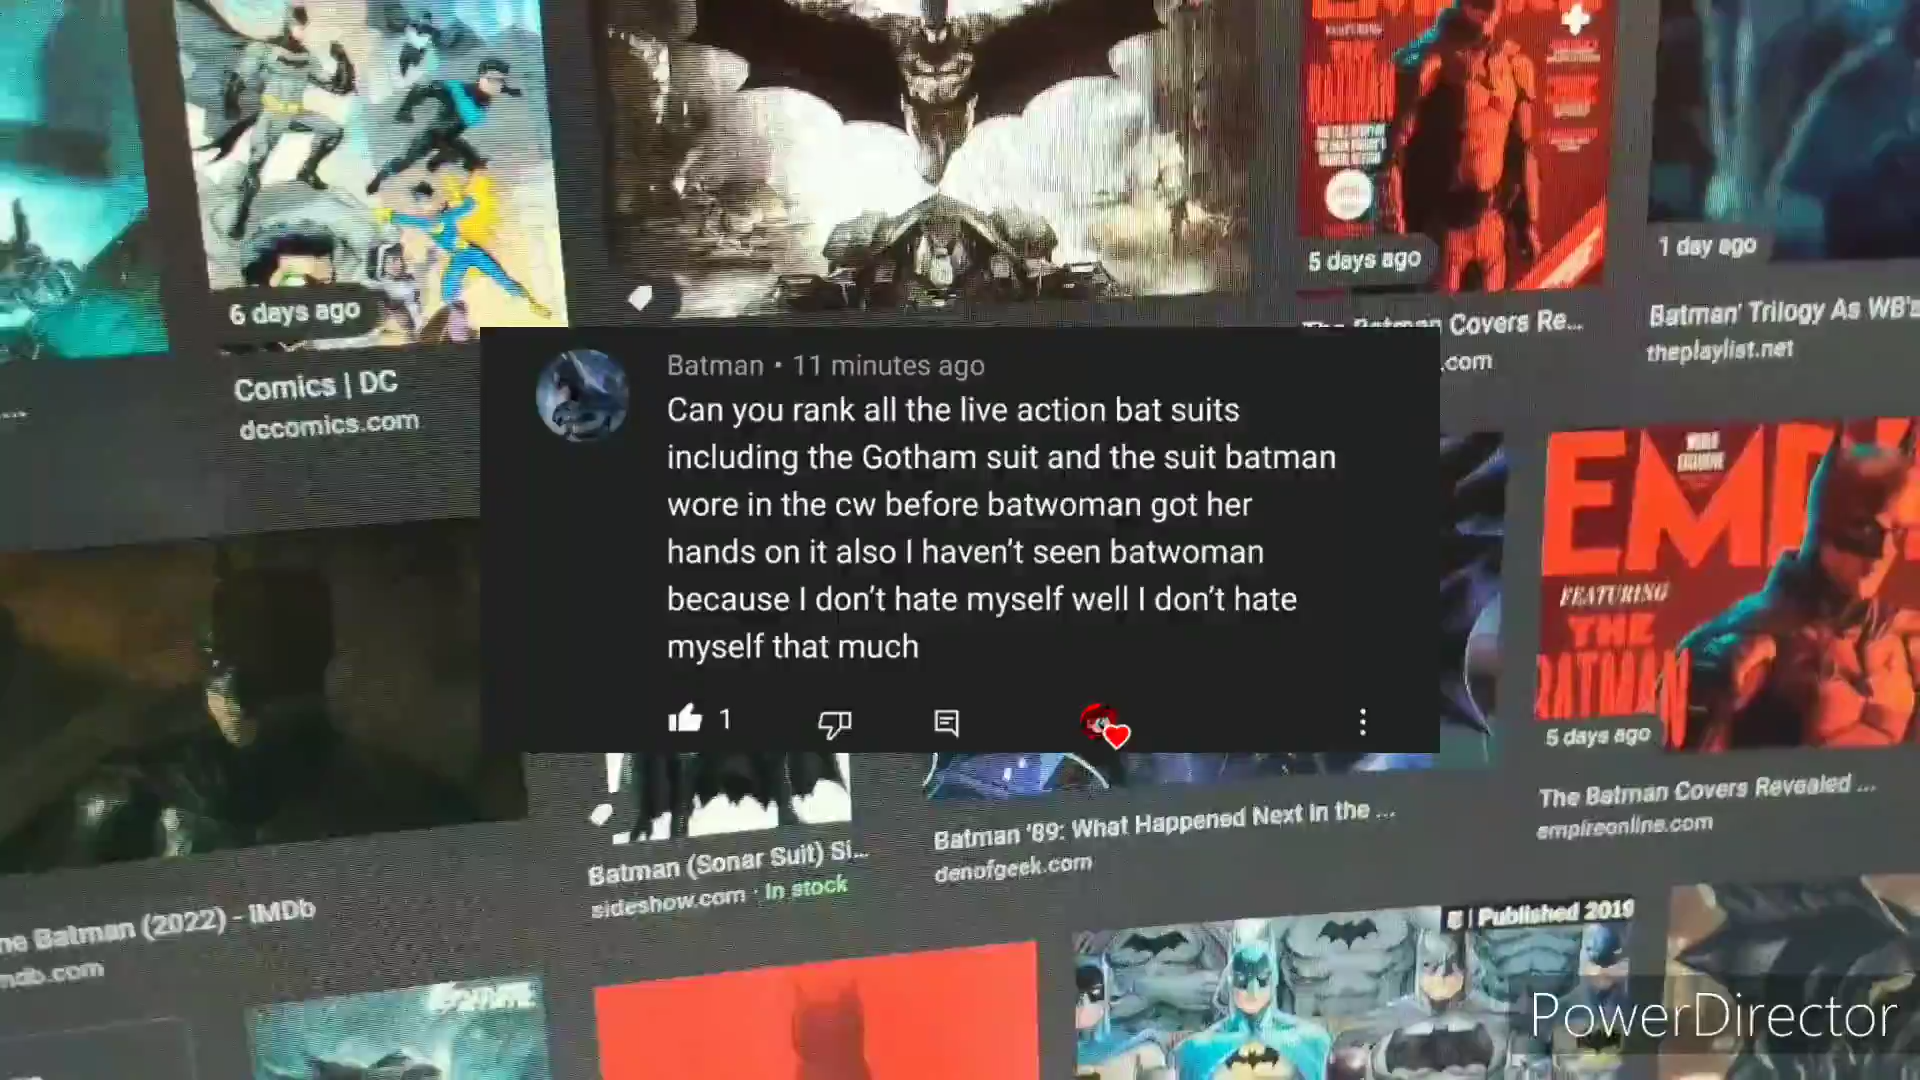 6 days ago
Comics | DC
dccomics.com
FEATURING
5 days ago
Covers Re...
.com
1 day ago
Batman' Trilogy As WB's
theplaylist.net
Batman • 11 minutes ago
Can you rank all the live action bat suits
including the Gotham suit and the suit batman
wore in the cw before batwoman got her
hands on it also I haven't seen batwoman
because I don't hate myself well I don't hate
myself that much
1
FEATURING
THE
BATMAN
5 days ago
The Batman Covers Revealed ...
empireonline.com
Batman (Sonar Suit) Si...
sideshow.com · In stock
Batman '89: What Happened Next in the ...
denofgeek.com
Batman (2022) - IMDb
| Published 2019
PowerDirector